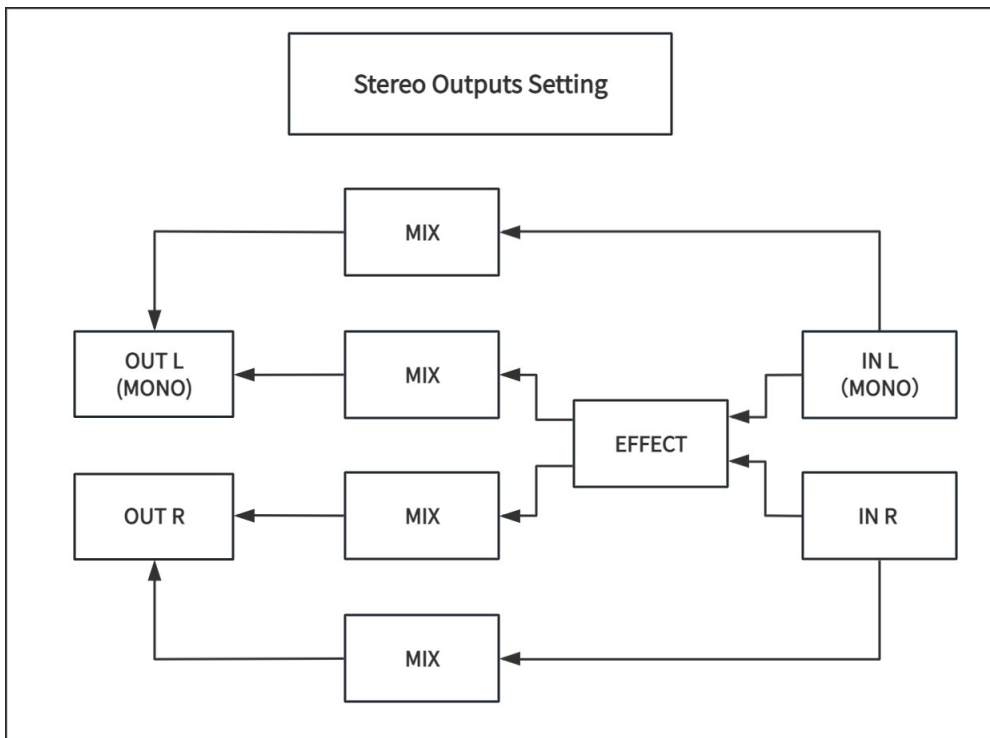 Stereo Outputs Setting
MIX
OUT L
(MONO)
MIX
IN L
（MONO）
EFFECT
OUT R
MIX
IN R
MIX